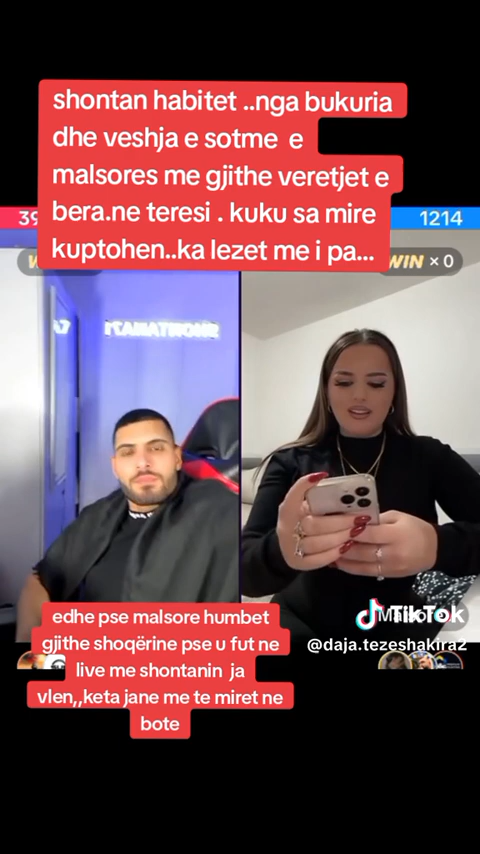 shontan habitet ..nga bukuria
dhe veshja e sotme e
malsores me gjithe veretjet e
bera.ne teresi . kuku sa mire
kuptohen..ka lezet me i pa...
39
1214
W
WIN × 0
edhe pse malsore humbet
gjithe shoqërine pse u fut ne
live me shontanin ja
vlen,,keta jane me te miret ne
bote
TikTok
@daja.tezeshakira2